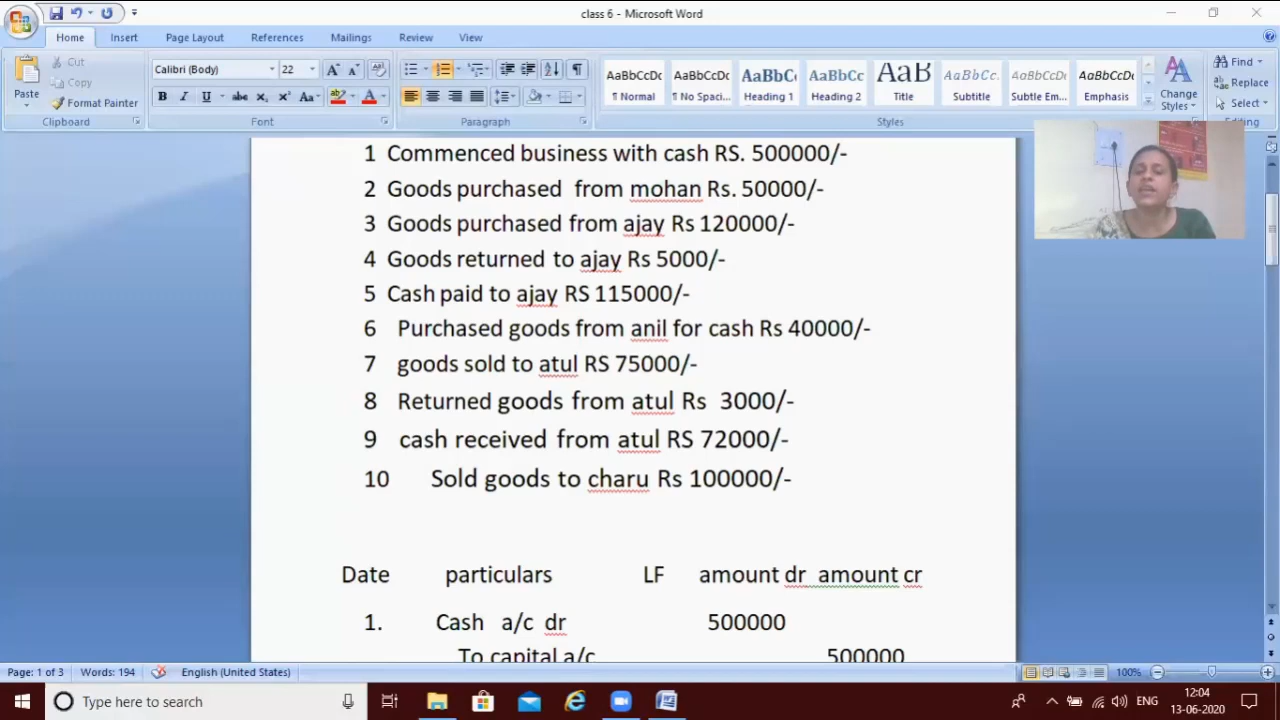 class 6 - Microsoft Word
Home Insert Page Layout References Mailings Review View
Paste
Cut
Copy
Format Painter
Clipboard
Calibri (Body) 22
Font
Paragraph
AaBbCcDc AaBbCcDc AaBbC AaBbCc AaB AaBbCc. AaBbCcDc AaBbCcDc
¶ Normal ¶ No Spaci... Heading 1 Heading 2 Title Subtitle Subtle Em... Emphasis
Styles
Change Styles
Find
Replace
Select
Editing
1 Commenced business with cash RS. 500000/-
2 Goods purchased from mohan Rs. 50000/-
3 Goods purchased from ajay Rs 120000/-
4 Goods returned to ajay Rs 5000/-
5 Cash paid to ajay RS 115000/-
6 Purchased goods from anil for cash Rs 40000/-
7 goods sold to atul RS 75000/-
8 Returned goods from atul Rs 3000/-
9 cash received from atul RS 72000/-
10 Sold goods to charu Rs 100000/-
Date particulars LF amount dr amount cr
1. Cash a/c dr 500000
To capital a/c 500000
Page: 1 of 3 Words: 194 English (United States) 100%
Type here to search
ENG
12:04
13-06-2020